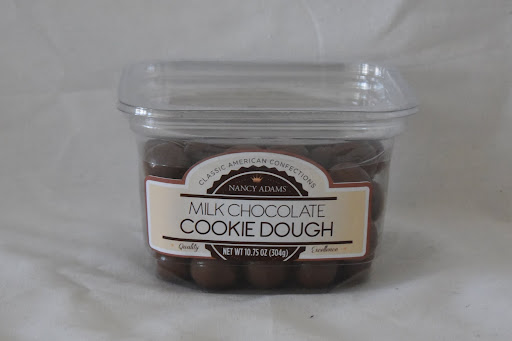 CLASSIC AMERICAN CONFECTIONS
NANCY ADAMS
MILK CHOCOLATE
COOKIE DOUGH
Quality NET WT 10.75 OZ (304g) Excellence